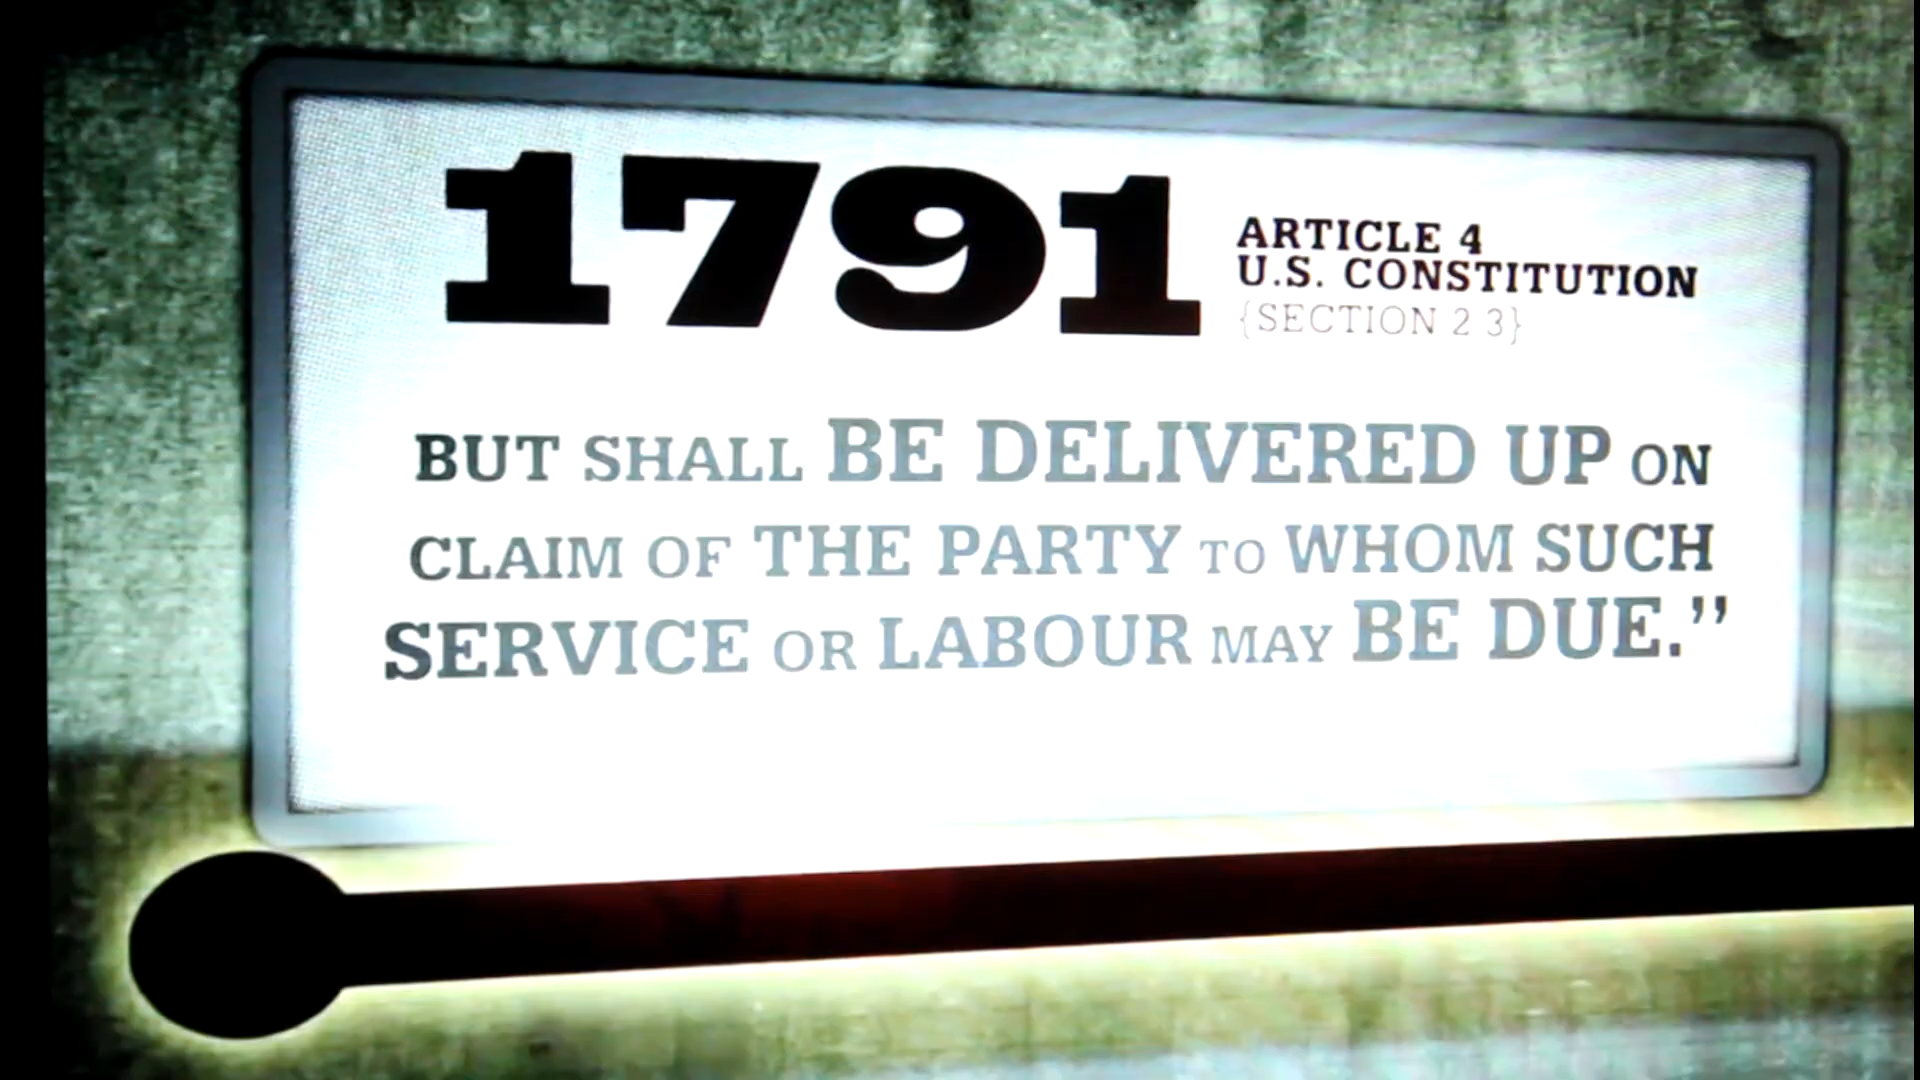 1791
ARTICLE 4
U.S. CONSTITUTION
{SECTION 2 3}
BUT SHALL BE DELIVERED UP ON
CLAIM OF THE PARTY TO WHOM SUCH
SERVICE OR LABOUR MAY BE DUE.”